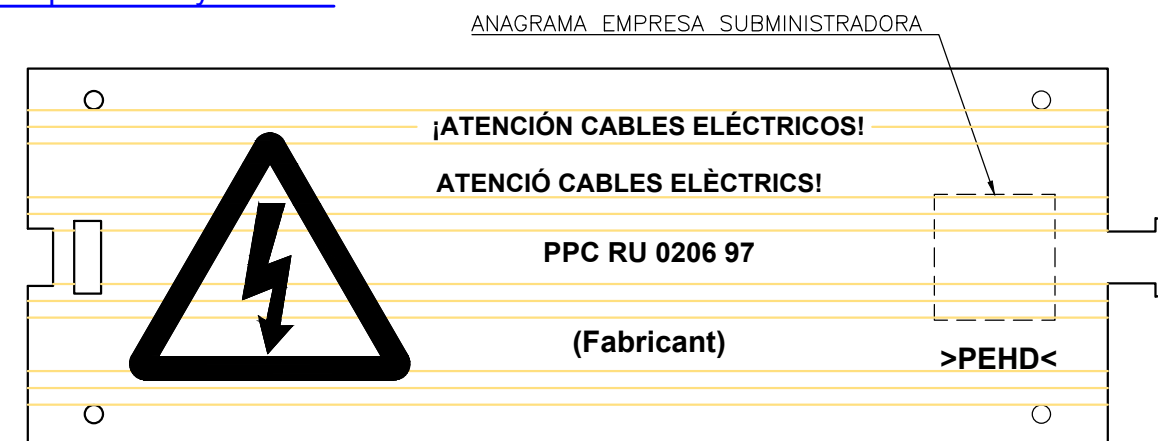 ANAGRAMA EMPRESA SUBMINISTRADORA
¡ATENCIÓN CABLES ELÉCTRICOS!
ATENCIÓ CABLES ELÈCTRICS!
PPC RU 0206 97
(Fabricant)
>PEHD<